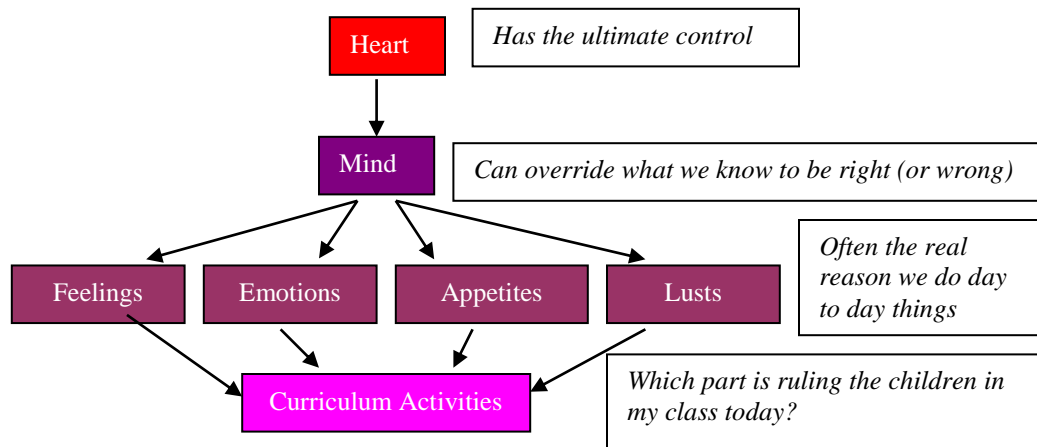 Heart
Has the ultimate control
Mind
Can override what we know to be right (or wrong)
Often the real
reason we do day
to day things
Feelings
Emotions
Appetites
Lusts
Which part is ruling the children in
my class today?
Curriculum Activities